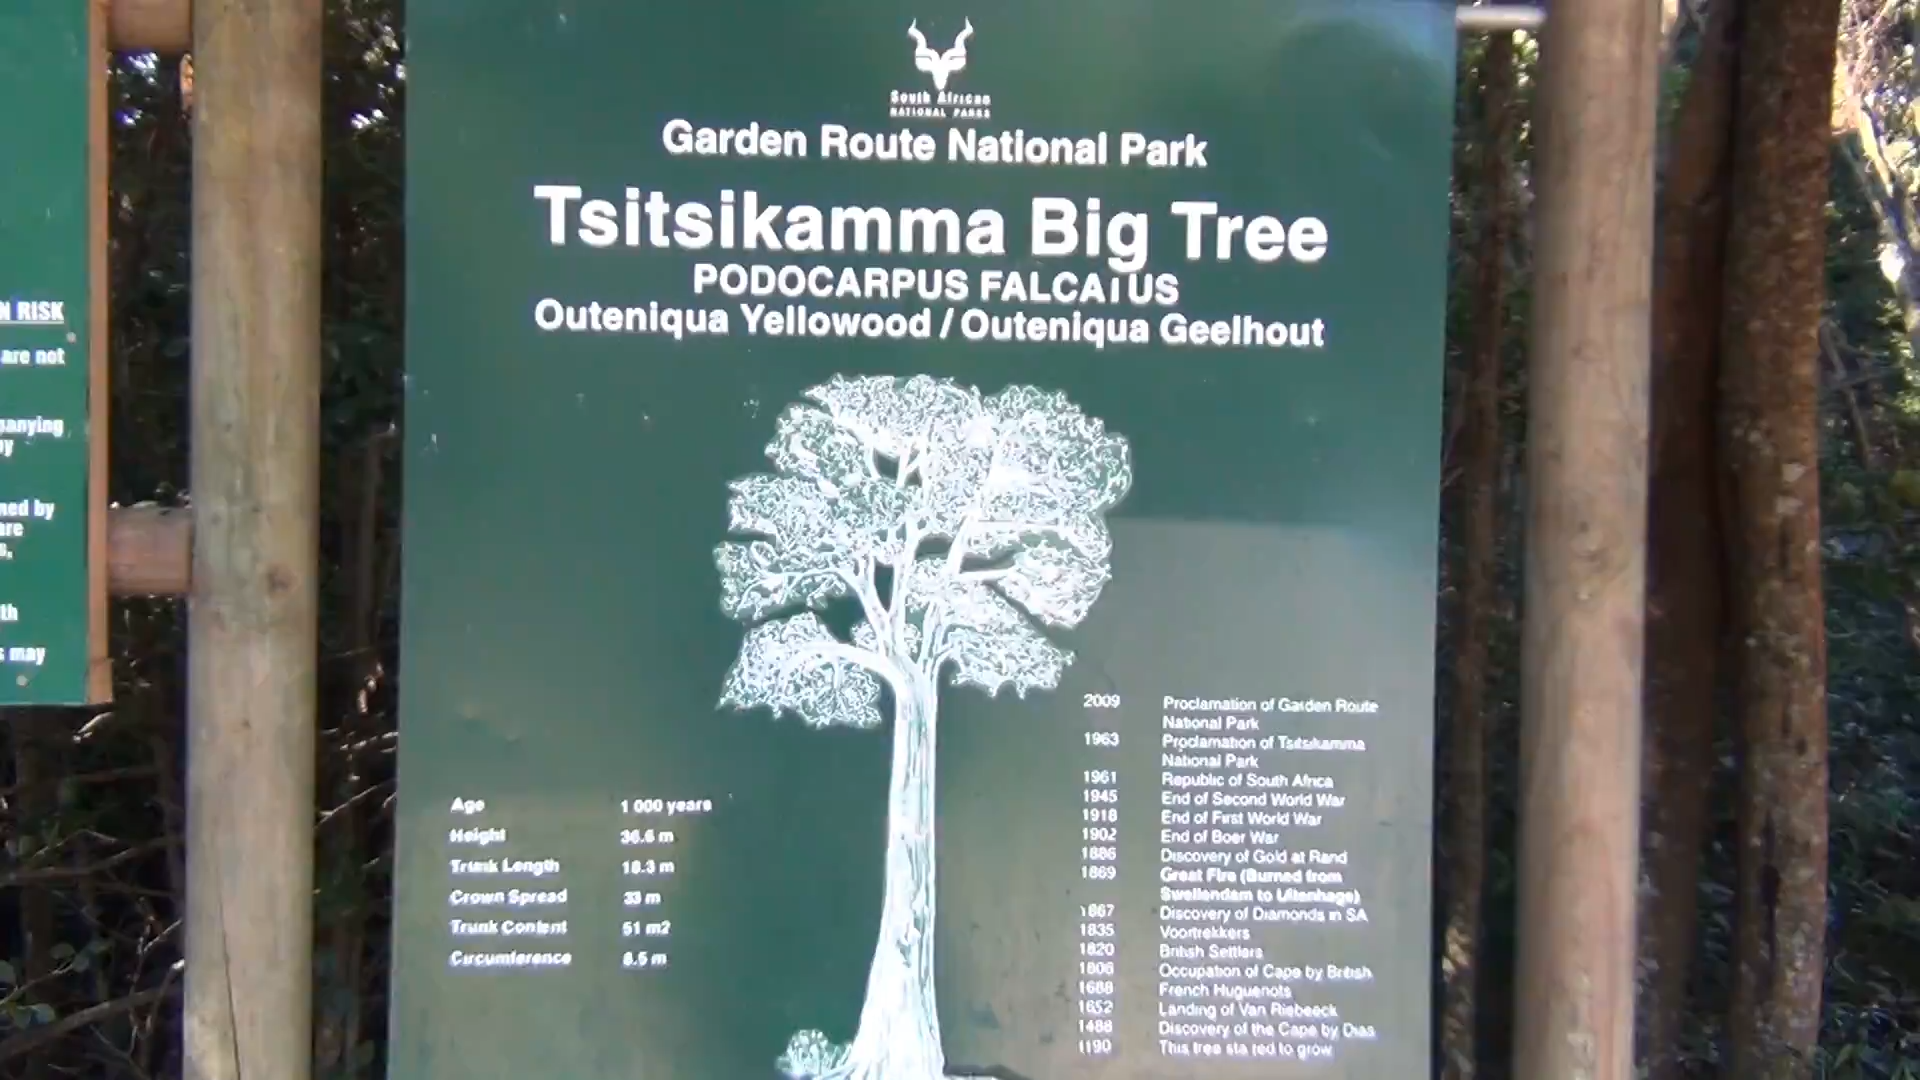 South African
NATIONAL PARKS
Garden Route National Park
Tsitsikamma Big Tree
PODOCARPUS FALCATUS
Outeniqua Yellowood / Outeniqua Geelhout
N RISK
are not
panying
by
ned by
are
s.
th
s may
Age 1 000 years
Height 36.6 m
Trunk Length 18.3 m
Crown Spread 33 m
Trunk Content 51 m2
Circumference 8.5 m
2009 Proclamation of Garden Route
National Park
1963 Proclamation of Tsitsikamma
National Park
1961 Republic of South Africa
1945 End of Second World War
1918 End of First World War
1902 End of Boer War
1886 Discovery of Gold at Rand
1869 Great Fire (Burned from
Swellendam to Uitenhage)
1867 Discovery of Diamonds in SA
1835 Voortrekkers
1820 British Settlers
1806 Occupation of Cape by British
1688 French Huguenots
1652 Landing of Van Riebeeck
1488 Discovery of the Cape by Dias
1190 This tree sta ted to grow